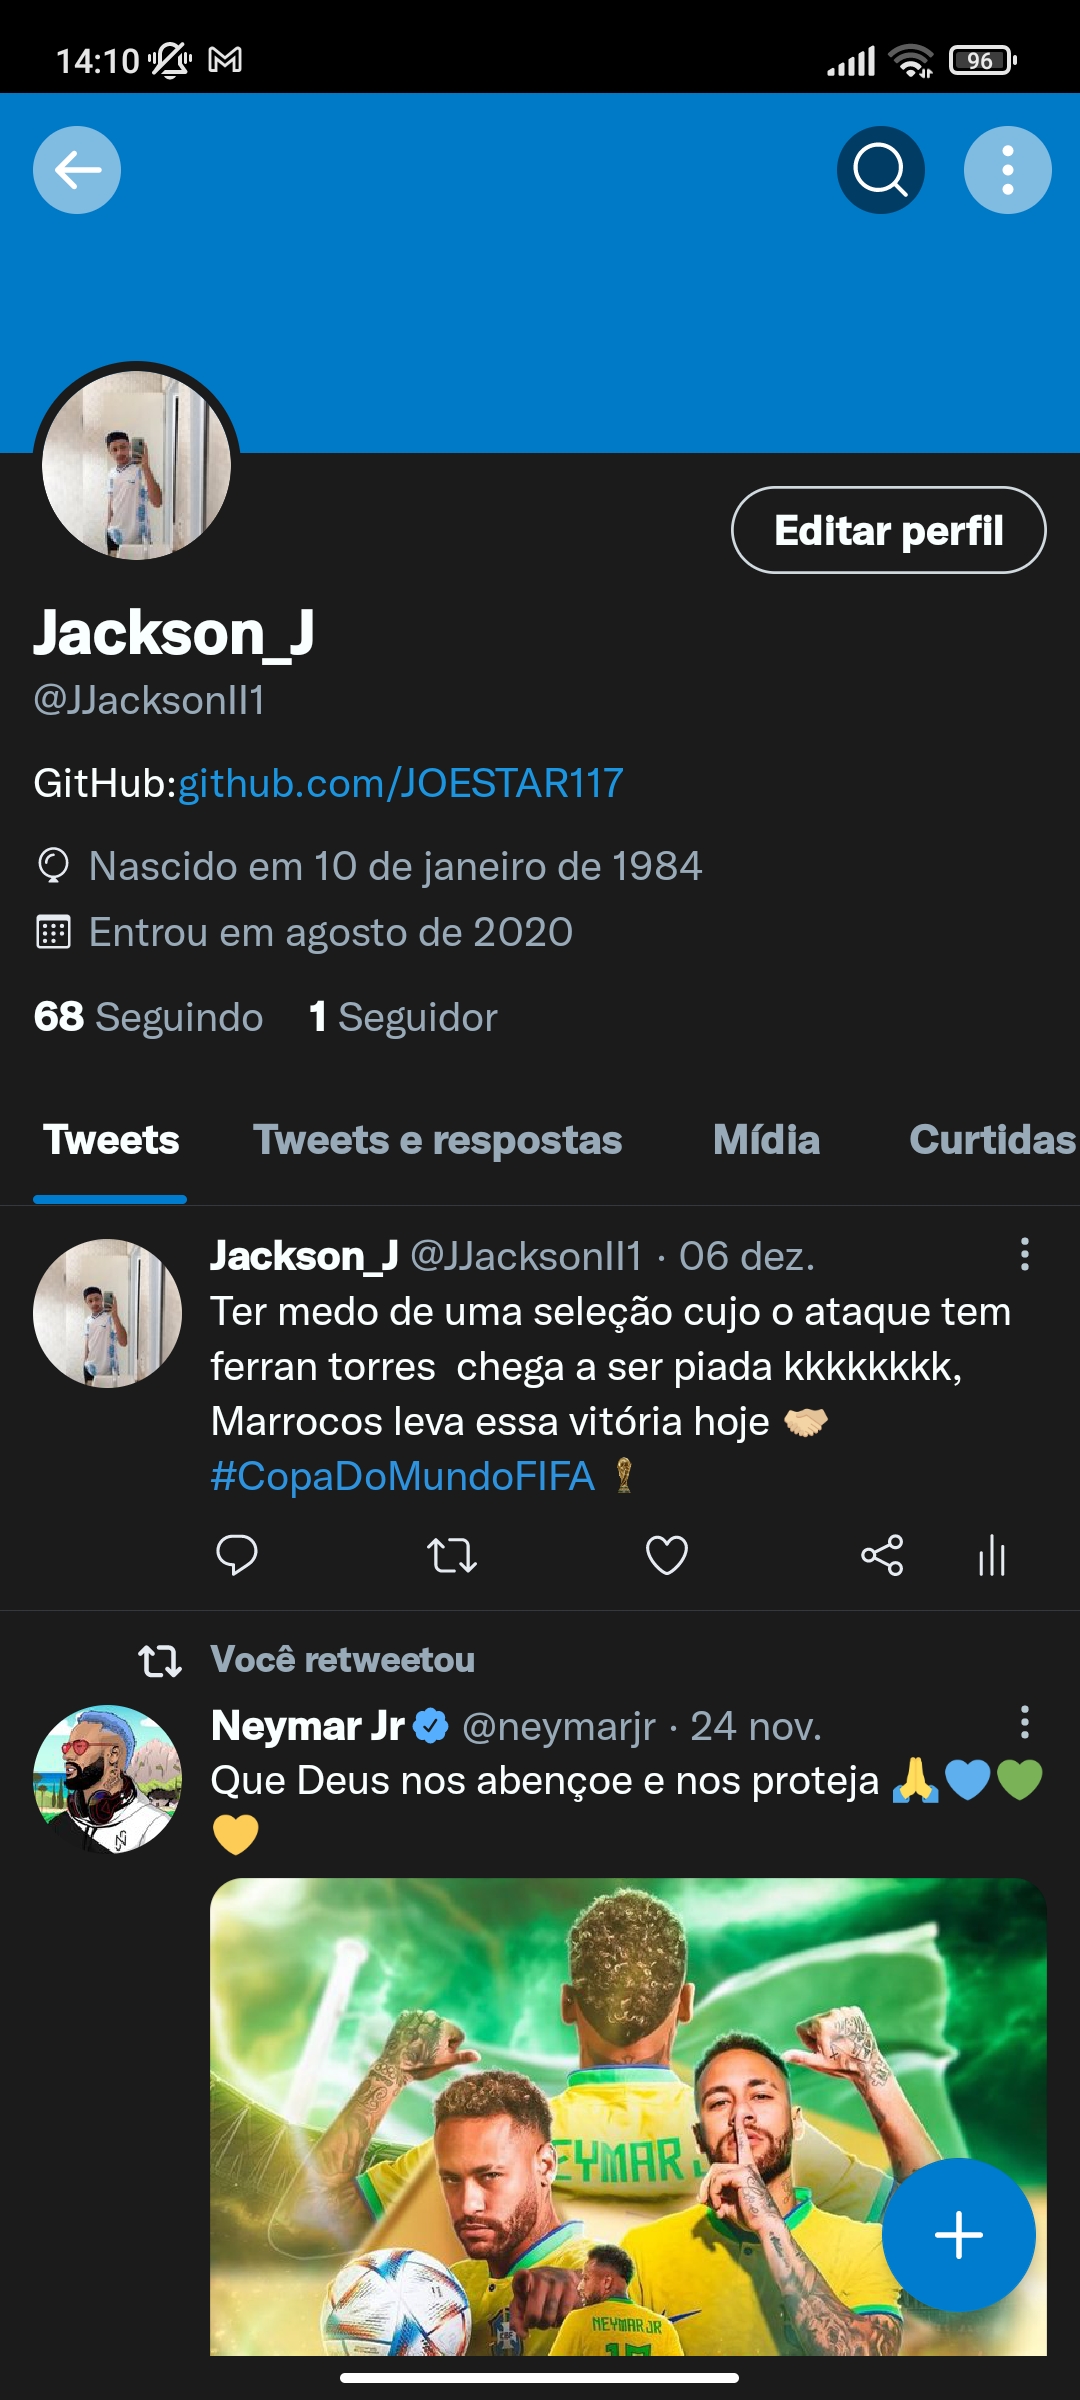 14:10
96
Editar perfil
Jackson_J
@JJacksonII1
GitHub:github.com/JOESTAR117
Nascido em 10 de janeiro de 1984
Entrou em agosto de 2020
68 Seguindo 1 Seguidor
Tweets Tweets e respostas Mídia Curtidas
Jackson_J @JJacksonII1 · 06 dez.
Ter medo de uma seleção cujo o ataque tem
ferran torres  chega a ser piada kkkkkkkk,
Marrocos leva essa vitória hoje 🤝🏼
#CopaDoMundoFIFA
Você retweetou
Neymar Jr @neymarjr · 24 nov.
Que Deus nos abençoe e nos proteja 🙏💙💚
💛
EYMAR J
CBF
NEYMAR JR